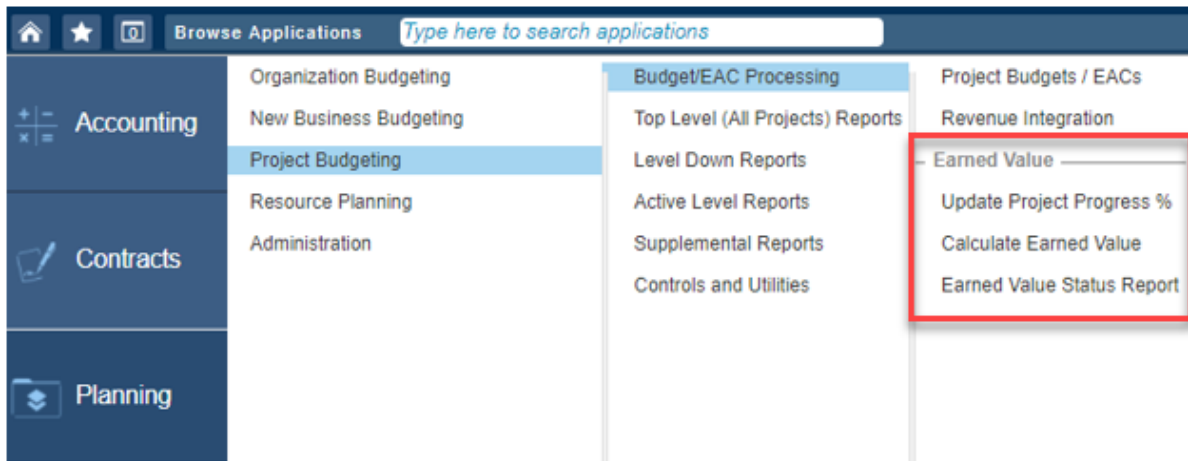 Browse Applications
Type here to search applications
Accounting
Contracts
Planning
Organization Budgeting
New Business Budgeting
Project Budgeting
Resource Planning
Administration
Budget/EAC Processing
Top Level (All Projects) Reports
Level Down Reports
Active Level Reports
Supplemental Reports
Controls and Utilities
Project Budgets / EACs
Revenue Integration
Earned Value
Update Project Progress %
Calculate Earned Value
Earned Value Status Report